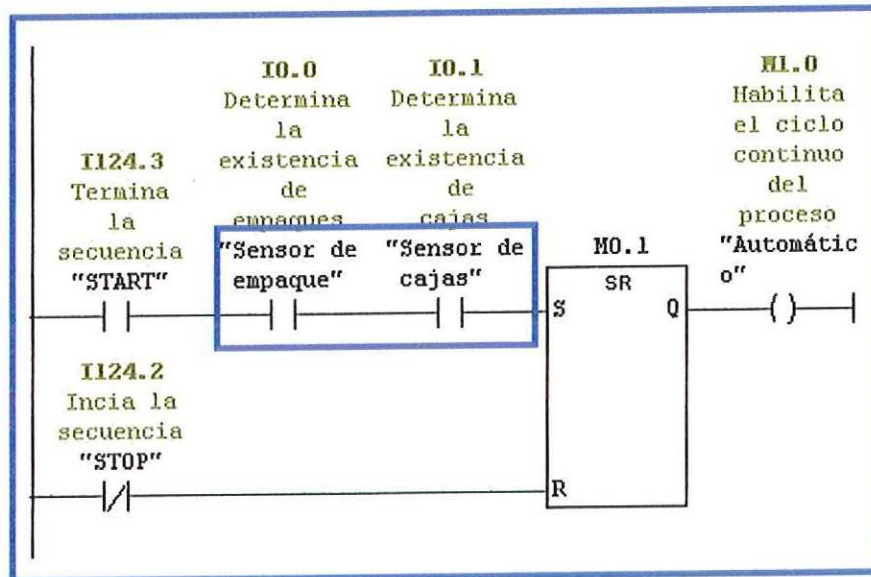 I0.0
Determina
la
existencia
de
empaques
"Sensor de
empaque"
I0.1
Determina
la
existencia
de
cajas
"Sensor de
cajas"
M1.0
Habilita
el ciclo
continuo
del
proceso
"Automátic
o"
I124.3
Termina
la
secuencia
"START"
M0.1
SR
S
Q
I124.2
Incia la
secuencia
"STOP"
R